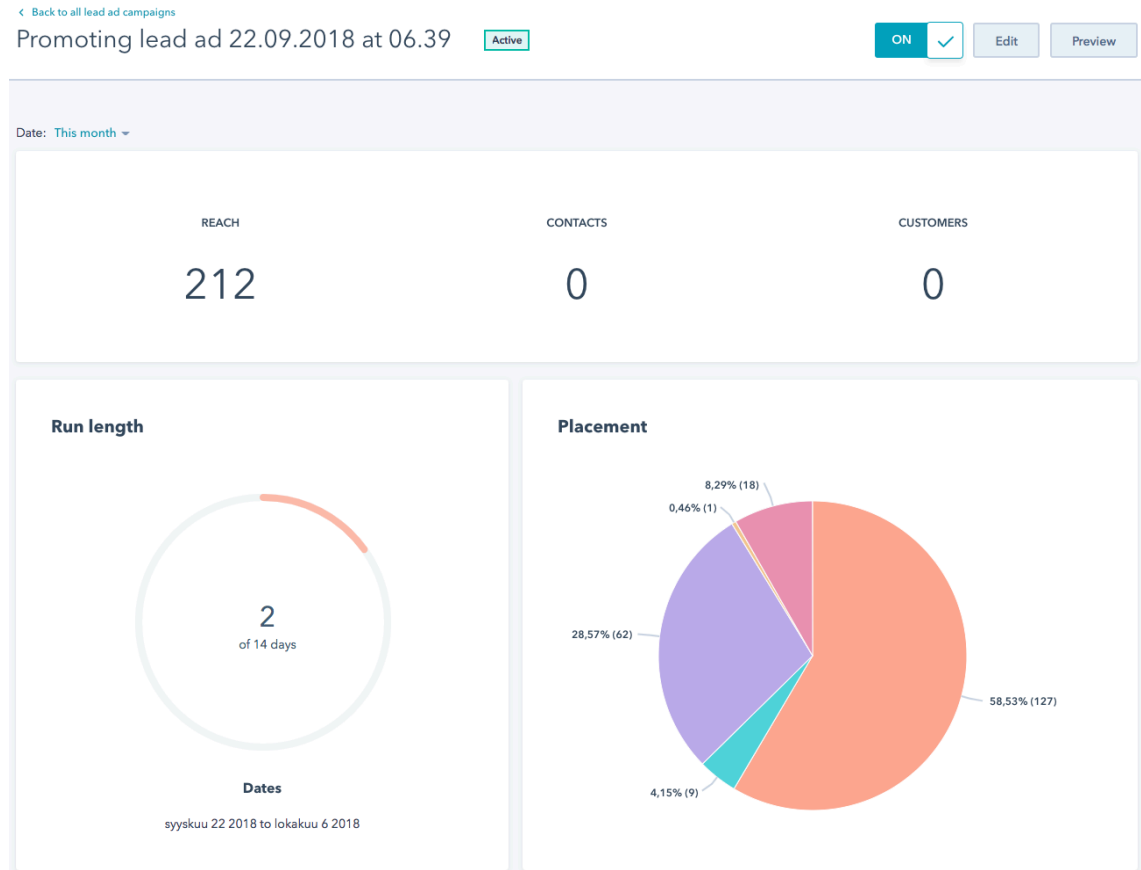 Back to all lead ad campaigns
Promoting lead ad 22.09.2018 at 06.39
Active
ON
Edit
Preview
Date: This month
REACH
CONTACTS
CUSTOMERS
212
0
0
Run length
2
of 14 days
Dates
syyskuu 22 2018 to lokakuu 6 2018
Placement
8,29% (18)
0,46% (1)
28,57% (62)
58,53% (127)
4,15% (9)